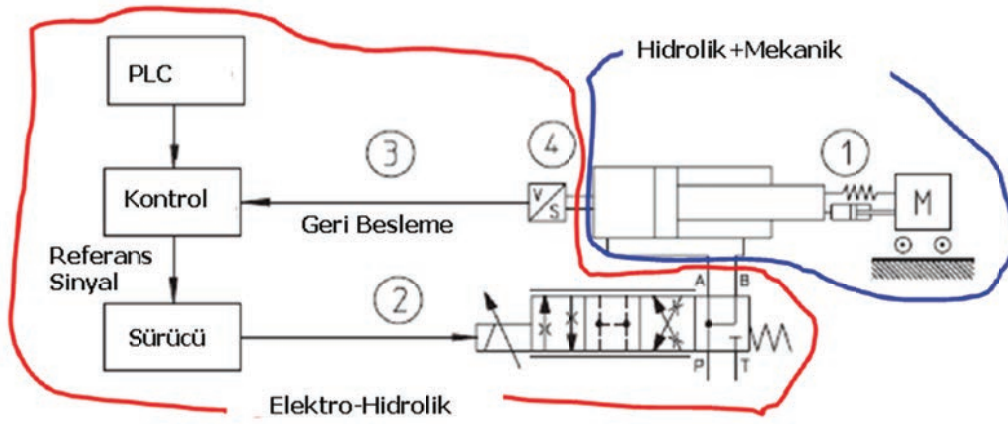 PLC
Hidrolik+Mekanik
3
4
1
Kontrol
V
S
M
Geri Besleme
Referans
Sinyal
A
B
2
Sürücü
P
T
Elektro-Hidrolik